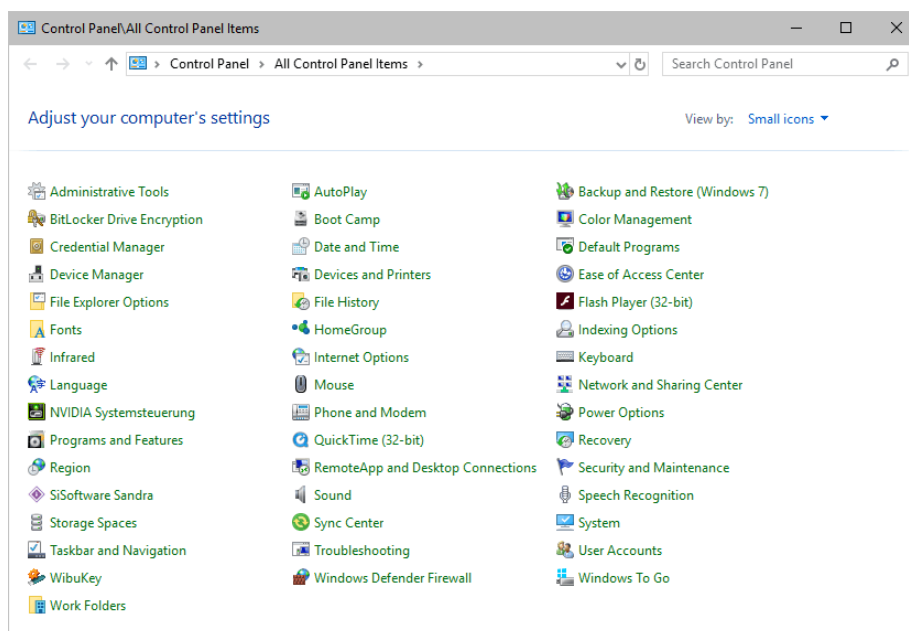 Control Panel\All Control Panel Items
Control Panel > All Control Panel Items > Search Control Panel
Adjust your computer's settings View by: Small icons
Administrative Tools AutoPlay Backup and Restore (Windows 7)
BitLocker Drive Encryption Boot Camp Color Management
Credential Manager Date and Time Default Programs
Device Manager Devices and Printers Ease of Access Center
File Explorer Options File History Flash Player (32-bit)
Fonts HomeGroup Indexing Options
Infrared Internet Options Keyboard
Language Mouse Network and Sharing Center
NVIDIA Systemsteuerung Phone and Modem Power Options
Programs and Features QuickTime (32-bit) Recovery
Region RemoteApp and Desktop Connections Security and Maintenance
SiSoftware Sandra Sound Speech Recognition
Storage Spaces Sync Center System
Taskbar and Navigation Troubleshooting User Accounts
WibuKey Windows Defender Firewall Windows To Go
Work Folders